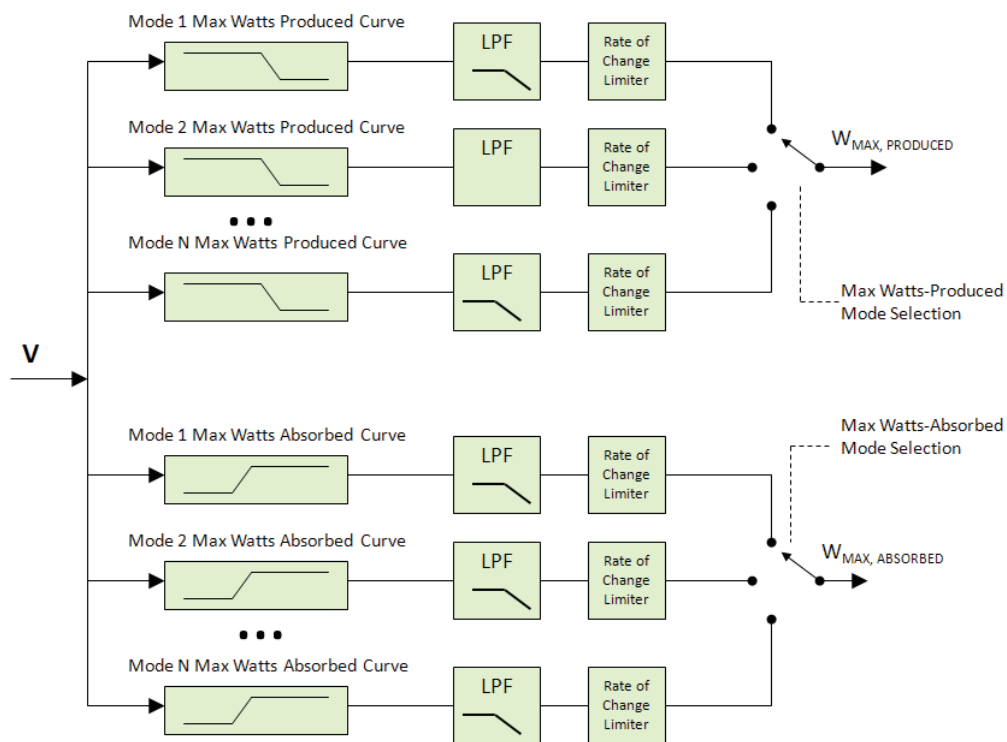 Mode 1 Max Watts Produced Curve
LPF
Rate of
Change
Limiter
Mode 2 Max Watts Produced Curve
LPF
Rate of
Change
Limiter
W MAX, PRODUCED
...
Mode N Max Watts Produced Curve
LPF
Rate of
Change
Limiter
Max Watts-Produced
Mode Selection
V
Mode 1 Max Watts Absorbed Curve
LPF
Rate of
Change
Limiter
Max Watts-Absorbed
Mode Selection
Mode 2 Max Watts Absorbed Curve
LPF
Rate of
Change
Limiter
W MAX, ABSORBED
...
Mode N Max Watts Absorbed Curve
LPF
Rate of
Change
Limiter